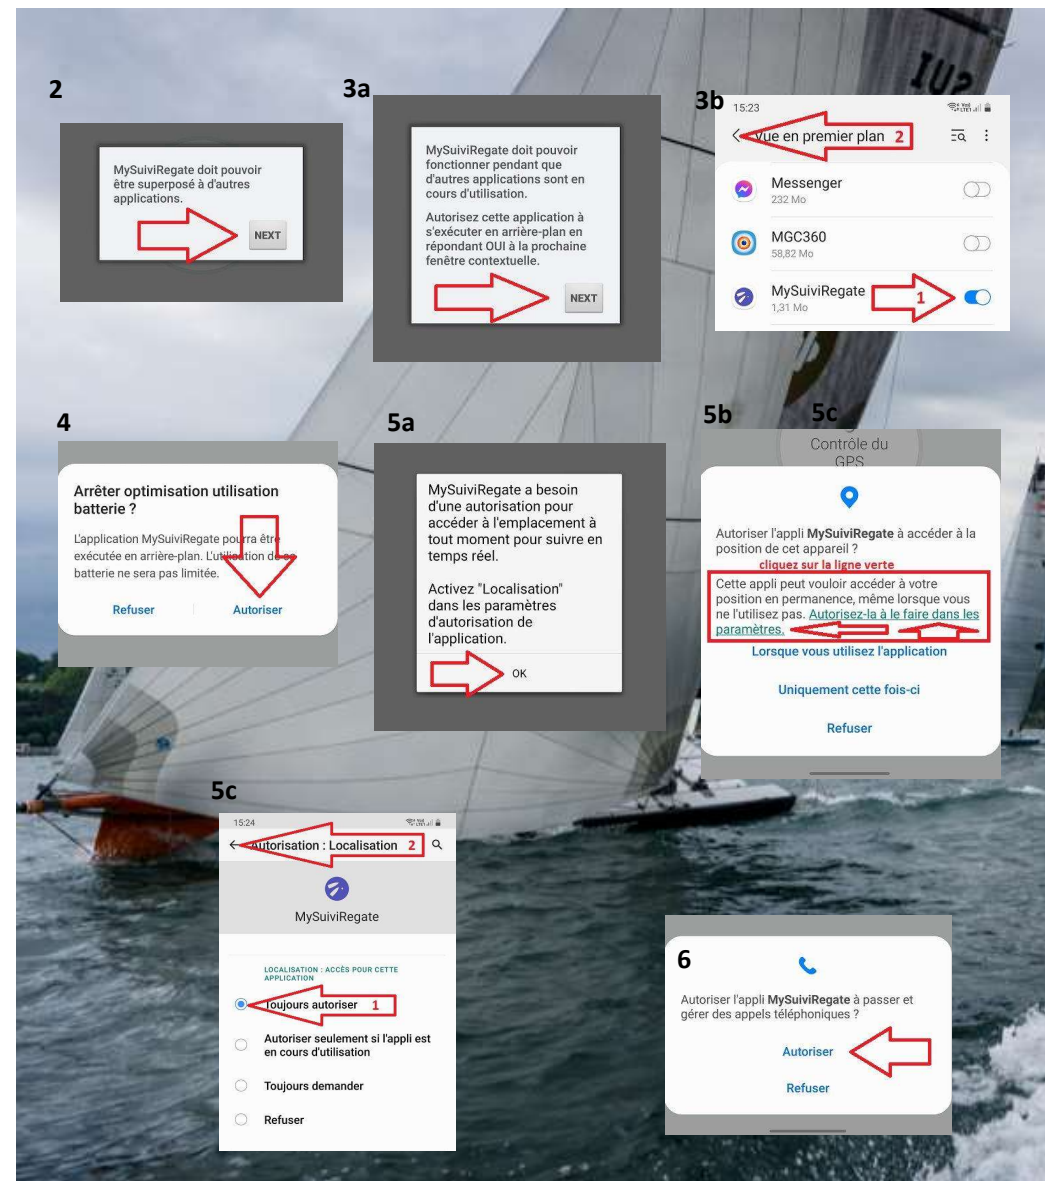 IU2
2
3a
3b
MySuiviRegate doit pouvoir
être superposé à d'autres
applications.
NEXT
MySuiviRegate doit pouvoir
fonctionner pendant que
d'autres applications sont en
cours d'utilisation.
Autorisez cette application à
s'exécuter en arrière-plan en
répondant OUI à la prochaine
fenêtre contextuelle.
NEXT
15:23
Vue en premier plan 2
Messenger
232 Mo
MGC360
58,82 Mo
MySuiviRegate
1,31 Mo
1
4
5a
5b
5c
Arrêter optimisation utilisation
batterie ?
L'application MySuiviRegate pourra être
exécutée en arrière-plan. L'utilisation de sa
batterie ne sera pas limitée.
Refuser
Autoriser
MySuiviRegate a besoin
d'une autorisation pour
accéder à l'emplacement à
tout moment pour suivre en
temps réel.
Activez "Localisation"
dans les paramètres
d'autorisation de
l'application.
OK
Contrôle du
GPS
Autoriser l'appli MySuiviRegate à accéder à la
position de cet appareil ?
cliquez sur la ligne verte
Cette appli peut vouloir accéder à votre
position en permanence, même lorsque vous
ne l'utilisez pas. Autorisez-la à le faire dans les
paramètres.
Lorsque vous utilisez l'application
Uniquement cette fois-ci
Refuser
5c
15:24
Autorisation : Localisation 2
MySuiviRegate
LOCALISATION : ACCÈS POUR CETTE
APPLICATION
Toujours autoriser 1
Autoriser seulement si l'appli est
en cours d'utilisation
Toujours demander
Refuser
6
Autoriser l'appli MySuiviRegate à passer et
gérer des appels téléphoniques ?
Autoriser
Refuser